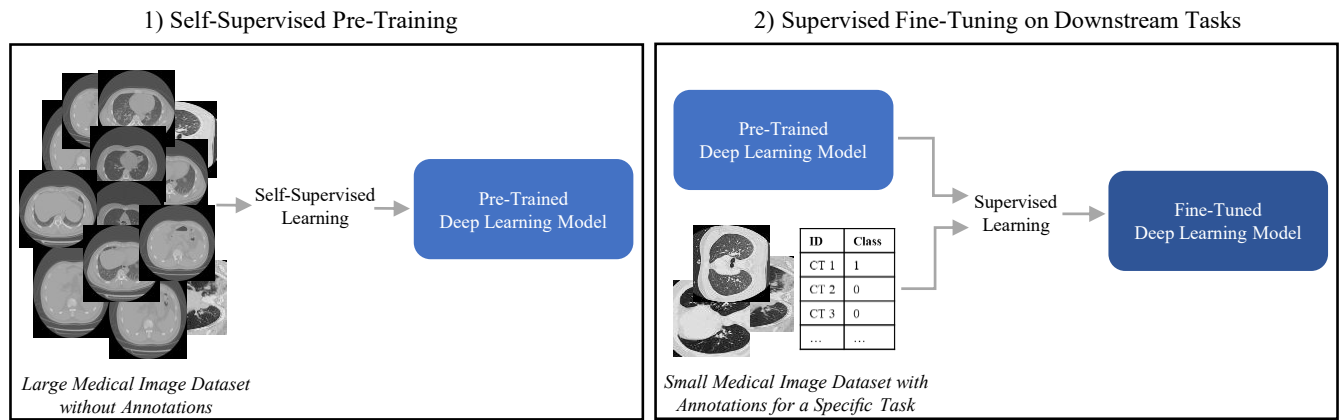 1) Self-Supervised Pre-Training
Self-Supervised
Learning
Pre-Trained
Deep Learning Model
Large Medical Image Dataset
without Annotations
2) Supervised Fine-Tuning on Downstream Tasks
Pre-Trained
Deep Learning Model
ID Class
CT 1 1
CT 2 0
CT 3 0
... ...
Small Medical Image Dataset with
Annotations for a Specific Task
Supervised
Learning
Fine-Tuned
Deep Learning Model